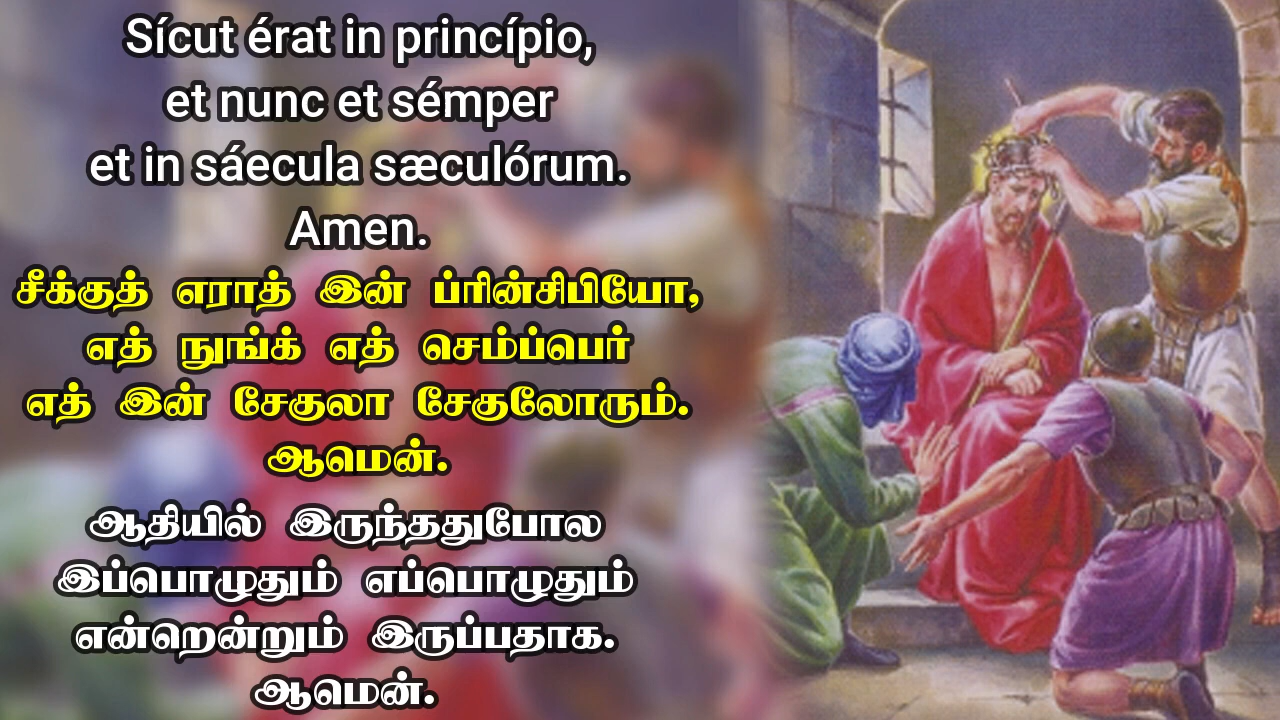 Sícut érat in princípio,
et nunc et sémper
et in sáecula sæculórum.
Amen.
சீக்குத் எராத் இன் ப்ரின்சிபியோ,
எத் நுங்க் எத் செம்ப்பெர்
எத் இன் சேகுலா சேகுலோரும்.
ஆமென்.
ஆதியில் இருந்ததுபோல
இப்பொழுதும் எப்பொழுதும்
என்றென்றும் இருப்பதாக.
ஆமென்.